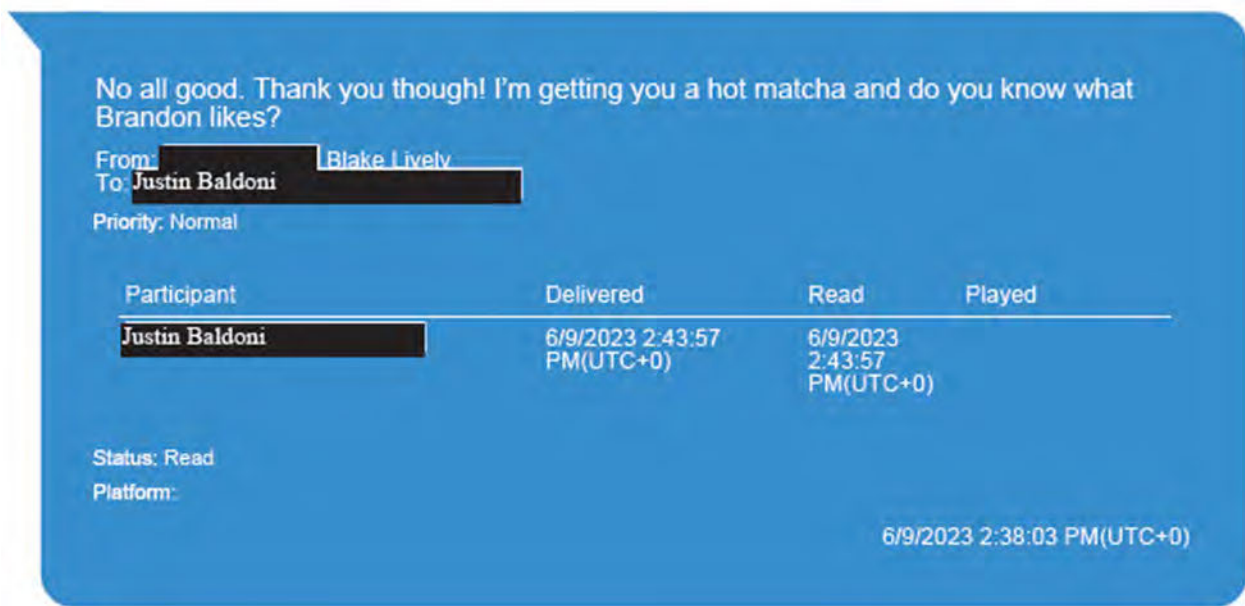 No all good. Thank you though! I'm getting you a hot matcha and do you know what
Brandon likes?
From: Blake Lively
To: Justin Baldoni
Priority: Normal
Participant Delivered Read Played
Justin Baldoni 6/9/2023 2:43:57 6/9/2023
PM(UTC+0) 2:43:57
PM(UTC+0)
Status: Read
Platform:
6/9/2023 2:38:03 PM(UTC+0)